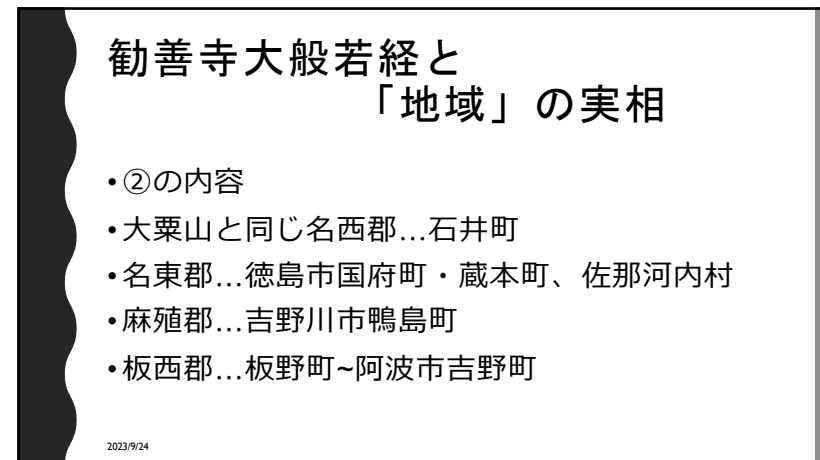 勧善寺大般若経と
「地域」の実相
•②の内容
•大粟山と同じ名西郡…石井町
•名東郡…徳島市国府町・蔵本町、佐那河内村
•麻殖郡…吉野川市鴨島町
•板西郡…板野町~阿波市吉野町
2023/9/24